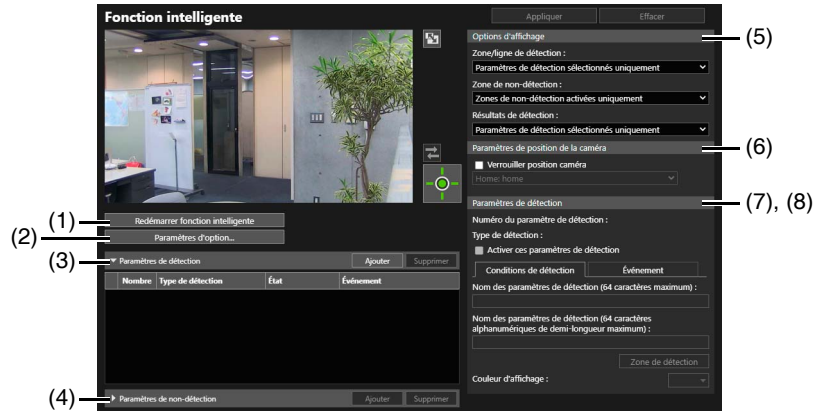 Fonction intelligente
Appliquer
Effacer
Options d'affichage
(5)
Zone/ligne de détection :
Paramètres de détection sélectionnés uniquement
Zone de non-détection :
Zones de non-détection activées uniquement
Résultats de détection :
Paramètres de détection sélectionnés uniquement
Paramètres de position de la caméra
(6)
Verrouiller position caméra
Home: home
Paramètres de détection
(7), (8)
Numéro du paramètre de détection :
Type de détection :
Activer ces paramètres de détection
Conditions de détection
Événement
Nom des paramètres de détection (64 caractères maximum) :
Nom des paramètres de détection (64 caractères
alphanumériques de demi-longueur maximum) :
Zone de détection
Couleur d'affichage :
(1)
Redémarrer fonction intelligente
(2)
Paramètres d'option...
(3)
Paramètres de détection
Ajouter
Supprimer
Nombre
Type de détection
État
Événement
(4)
Paramètres de non-détection
Ajouter
Supprimer